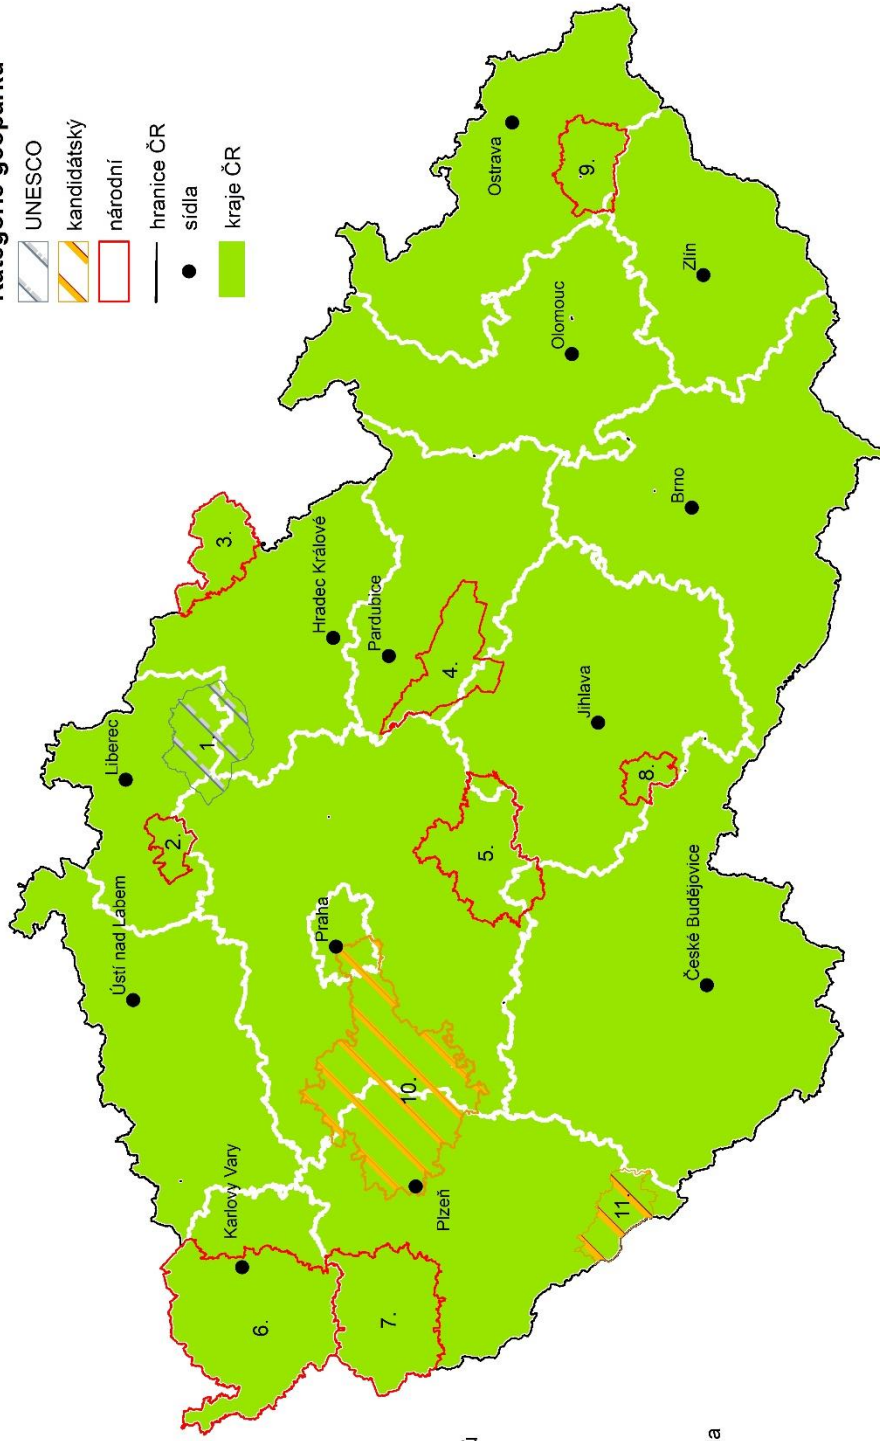 Kategorie geoparku
UNESCO
kandidátský
národní
hranice ČR
sídla
kraje ČR
Liberec
Ústí nad Labem
Karlovy Vary
Praha
Plzeň
Hradec Králové
Pardubice
Jihlava
České Budějovice
Brno
Olomouc
Ostrava
Zlín
1.
2.
3.
4.
5.
6.
7.
8.
9.
10.
11.
a